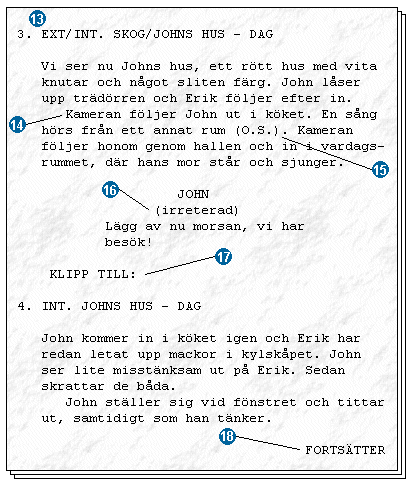 13
3. EXT/INT. SKOG/JOHNS HUS - DAG
Vi ser nu Johns hus, ett rött hus med vita
knutar och något sliten färg. John låser
upp trädörren och Erik följer efter in.
14
Kameran följer John ut i köket. En sång
hörs från ett annat rum (O.S.). Kameran
följer honom genom hallen och in i vardags-
rummet, där hans mor står och sjunger.
15
16
JOHN
(irreterad)
Lägg av nu morsan, vi har
besök!
17
KLIPP TILL:
4. INT. JOHNS HUS - DAG
John kommer in i köket igen och Erik har
redan letat upp mackor i kylskåpet. John
ser lite misstänksam ut på Erik. Sedan
skrattar de båda.
John ställer sig vid fönstret och tittar
ut, samtidigt som han tänker.
18
FORTSÄTTER